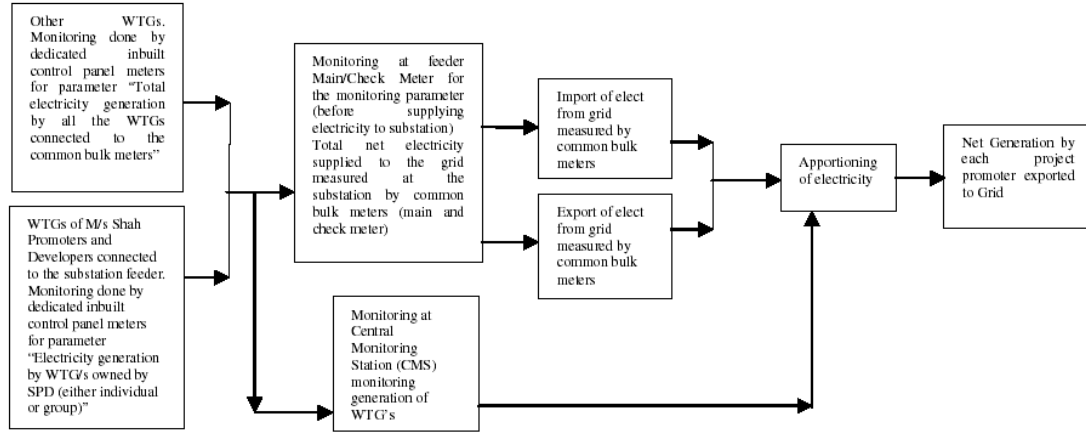 Other WTGs.
Monitoring done by
dedicated inbuilt
control panel meters
for parameter “Total
electricity generation
by all the WTGs
connected to the
common bulk meters”
WTGs of M/s Shah
Promoters and
Developers connected
to the substation feeder.
Monitoring done by
dedicated inbuilt
control panel meters
for parameter
“Electricity generation
by WTG/s owned by
SPD (either individual
or group)”
Monitoring at feeder
Main/Check Meter for
the monitoring parameter
(before supplying
electricity to substation)
Total net electricity
supplied to the grid
measured at the
substation by common
bulk meters (main and
check meter)
Monitoring at
Central
Monitoring
Station (CMS)
monitoring
generation of
WTG’s
Import of elect
from grid
measured by
common bulk
meters
Export of elect
from grid
measured by
common bulk
meters
Apportioning
of electricity
Net Generation by
each project
promoter exported
to Grid